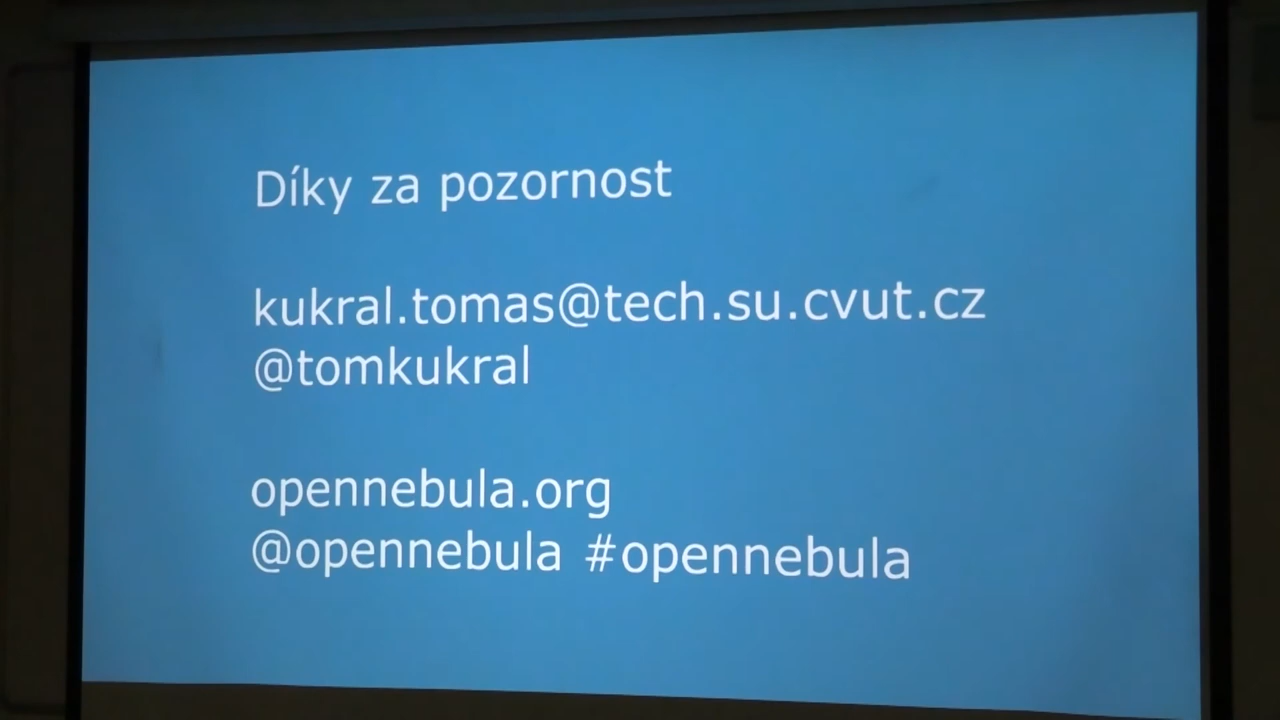 Díky za pozornost
kukral.tomas@tech.su.cvut.cz
@tomkukral
opennebula.org
@opennebula #opennebula